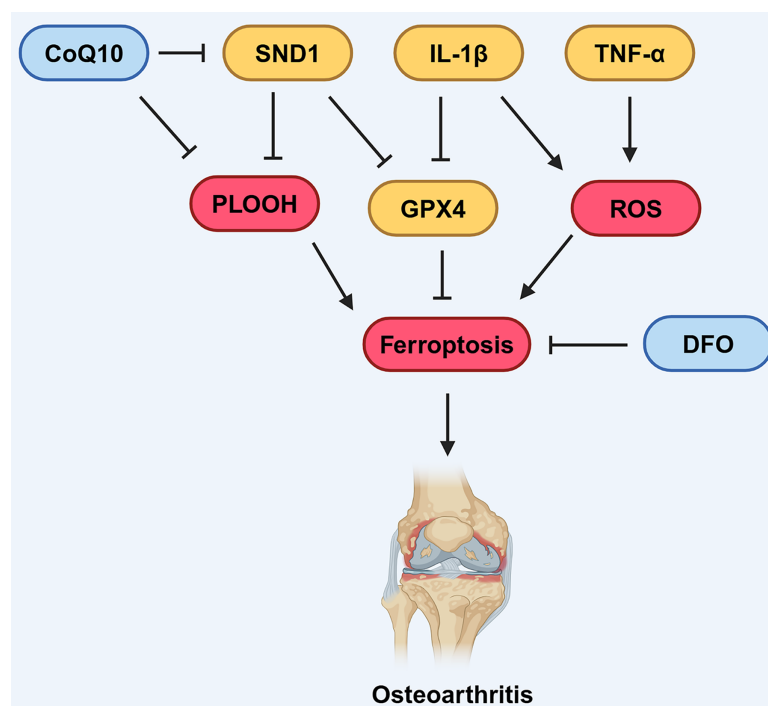 CoQ10
SND1
IL-1β
TNF-α
PLOOH
GPX4
ROS
Ferroptosis
DFO
Osteoarthritis